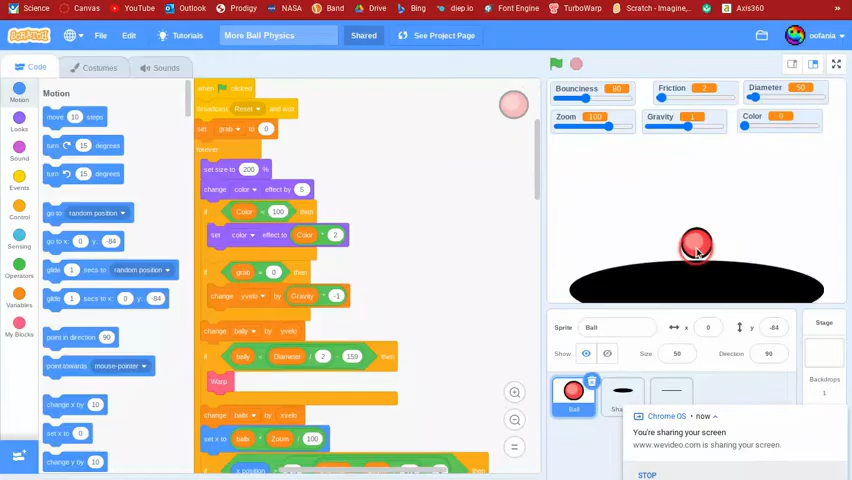 Science Canvas YouTube Outlook Prodigy NASA Band Drive Bing diep.io Font Engine TurboWarp Scratch - Imagine,... Axis360
SCRATCH File Edit Tutorials More Ball Physics Shared See Project Page oofania
Code Costumes Sounds
Motion
Looks
Sound
Events
Control
Sensing
Operators
Variables
My Blocks
Motion
move 10 steps
turn 15 degrees
turn 15 degrees
go to random position
go to x: 0 y: -84
glide 1 secs to random position
glide 1 secs to x: 0 y: -84
point in direction 90
point towards mouse-pointer
change x by 10
set x to 0
change y by 10
when clicked
broadcast Reset and wait
set grab to 0
forever
set size to 200 %
change color effect by 5
if Color < 100 then
set color effect to Color * 2
if grab = 0 then
change yvelo by Gravity * -1
change bally by yvelo
if bally < Diameter / 2 - 159 then
Warp
change ballx by xvelo
set x to ballx * Zoom / 100
if x position then
Bounciness 90 Friction 2 Diameter 50
Zoom 100 Gravity 1 Color 0
Sprite Ball x 0 y -84
Show Size 50 Direction 90
Ball
Stage
Backdrops
1
Chrome OS • now
You're sharing your screen
www.wevideo.com is sharing your screen.
STOP